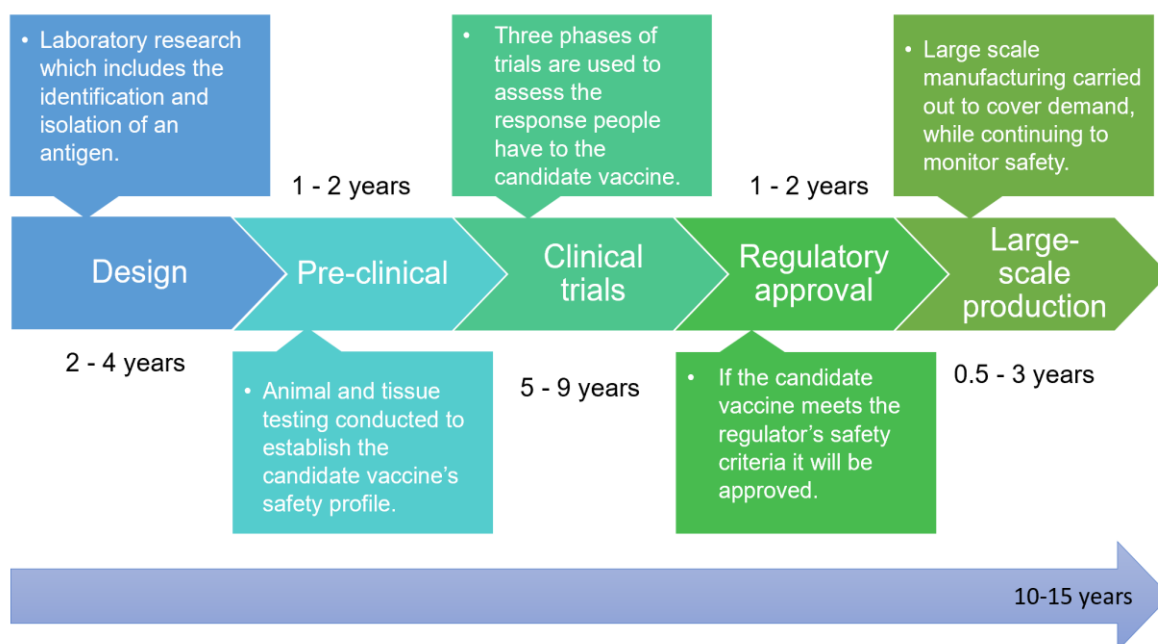 • Laboratory research
which includes the
identification and
isolation of an
antigen.
1 - 2 years
• Three phases of
trials are used to
assess the
response people
have to the
candidate vaccine.
1 - 2 years
• Large scale
manufacturing carried
out to cover demand,
while continuing to
monitor safety.
Design
Pre-clinical
Clinical
trials
Regulatory
approval
Large-
scale
production
2 - 4 years
• Animal and tissue
testing conducted to
establish the
candidate vaccine’s
safety profile.
5 - 9 years
• If the candidate
vaccine meets the
regulator’s safety
criteria it will be
approved.
0.5 - 3 years
10-15 years